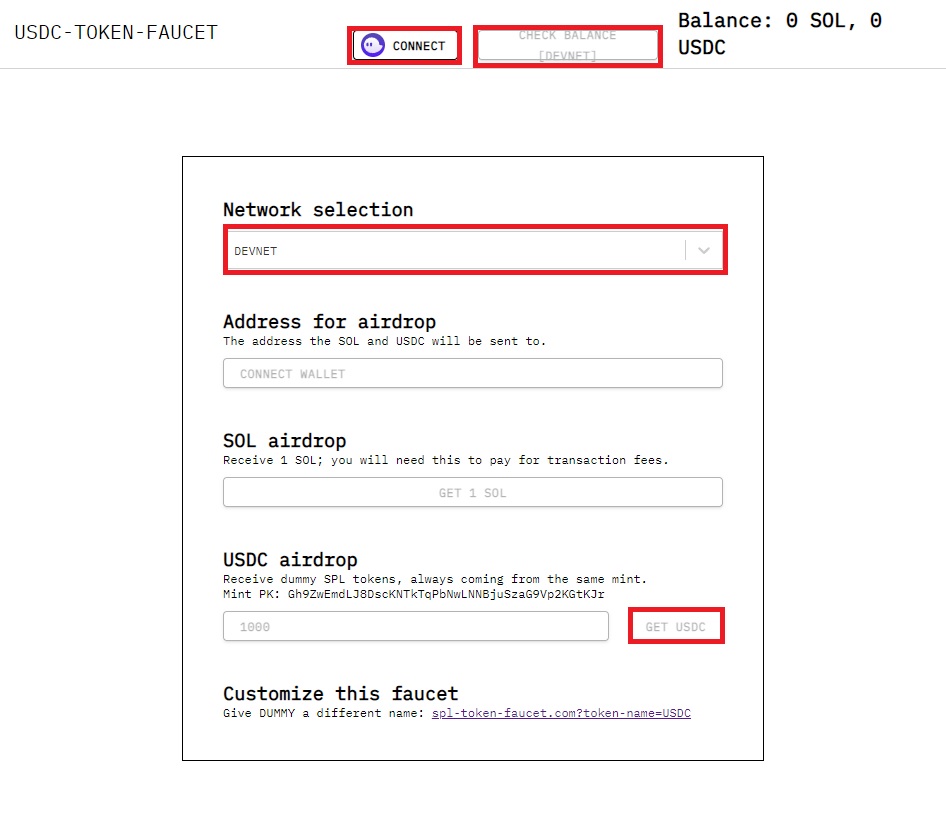 USDC-TOKEN-FAUCET
CONNECT
CHECK BALANCE
[DEVNET]
Balance: 0 SOL, 0
USDC
Network selection
DEVNET
Address for airdrop
The address the SOL and USDC will be sent to.
CONNECT WALLET
SOL airdrop
Receive 1 SOL; you will need this to pay for transaction fees.
GET 1 SOL
USDC airdrop
Receive dummy SPL tokens, always coming from the same mint.
Mint PK: Gh9ZwEmdLJ8DscKNTkTqPbNwLNNBjuSzaG9Vp2KGtKJr
1000
GET USDC
Customize this faucet
Give DUMMY a different name: spl-token-faucet.com?token-name=USDC